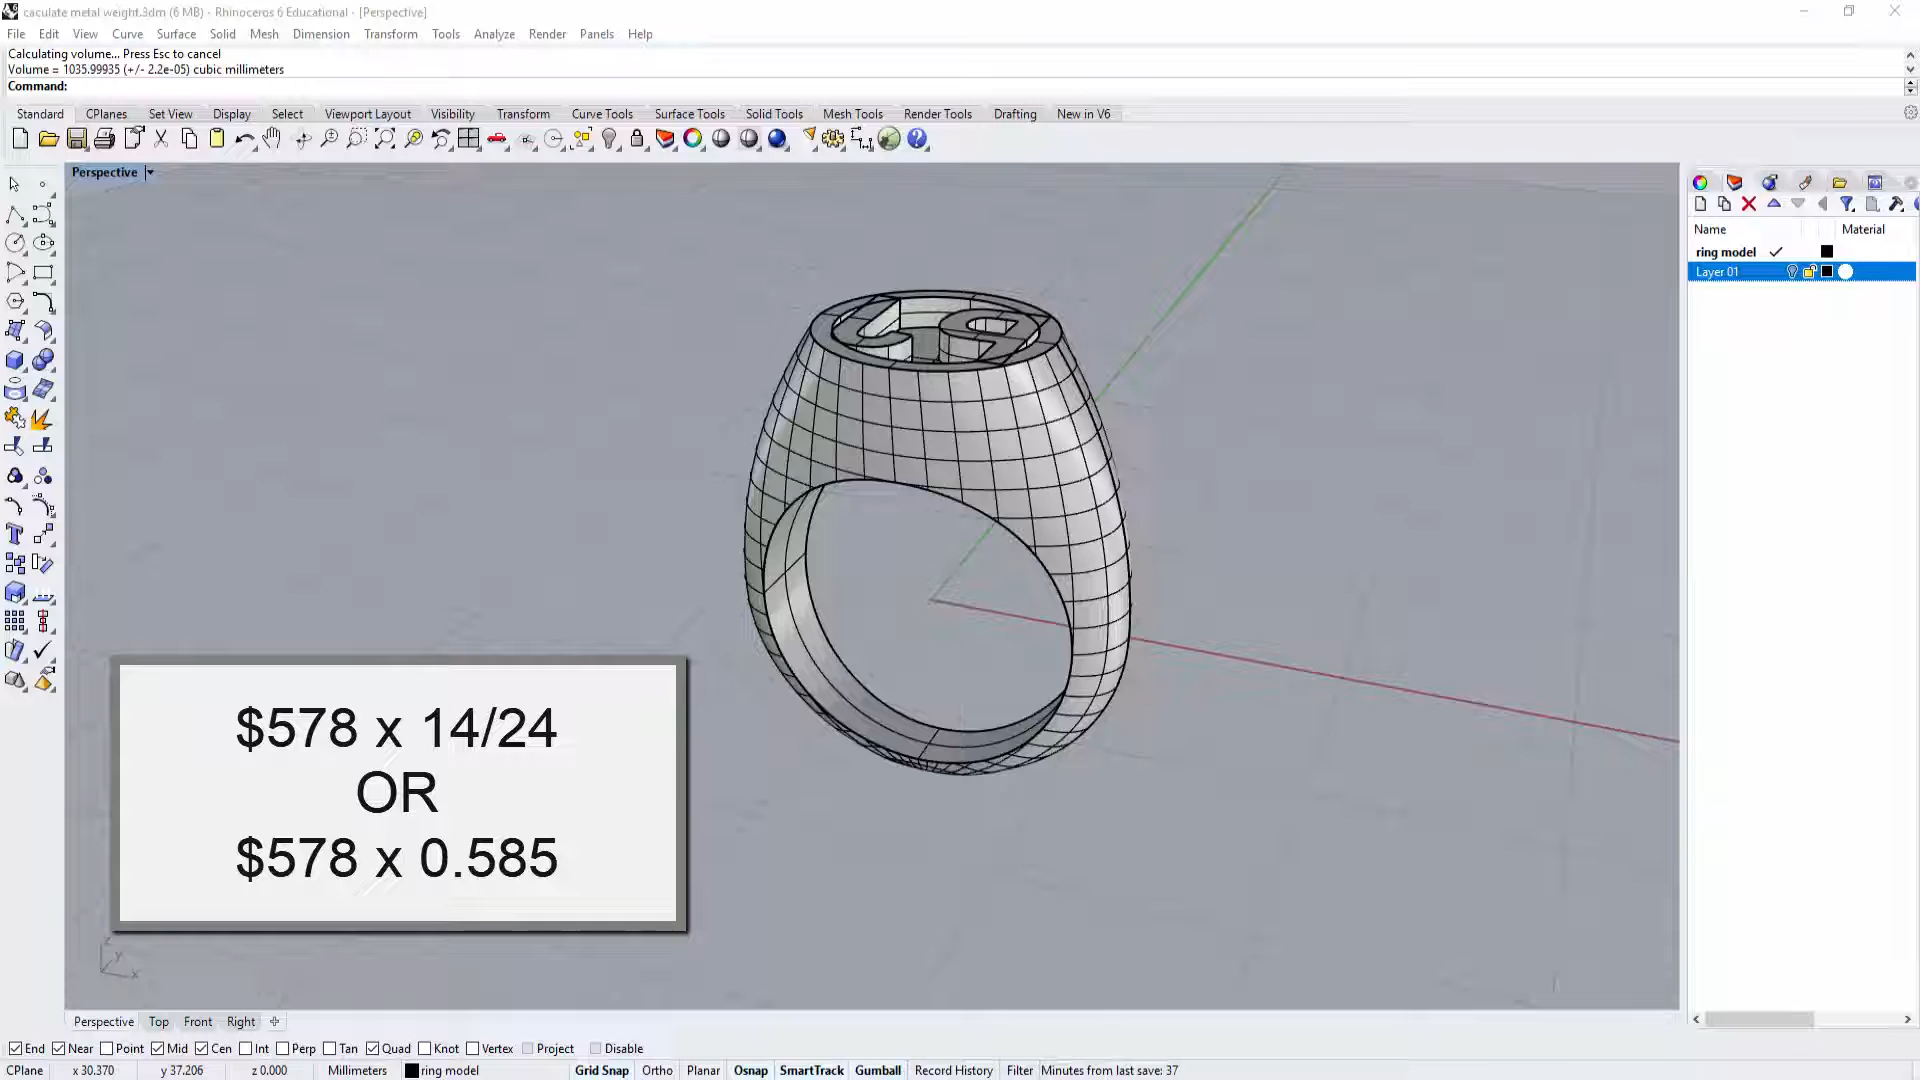 caculate metal weight.3dm (6 MB) - Rhinoceros 6 Educational - [Perspective]
File Edit View Curve Surface Solid Mesh Dimension Transform Tools Analyze Render Panels Help
Calculating volume... Press Esc to cancel
Volume = 1035.99935 (+/- 2.2e-05) cubic millimeters
Command:
Standard CPlanes Set View Display Select Viewport Layout Visibility Transform Curve Tools Surface Tools Solid Tools Mesh Tools Render Tools Drafting New in V6
Perspective
Name Material
ring model
Layer 01
$578 x 14/24
OR
$578 x 0.585
z
y
x
Perspective Top Front Right
End Near Point Mid Cen Int Perp Tan Quad Knot Vertex Project Disable
CPlane x 30.370 y 37.206 z 0.000 Millimeters ring model Grid Snap Ortho Planar Osnap SmartTrack Gumball Record History Filter Minutes from last save: 37